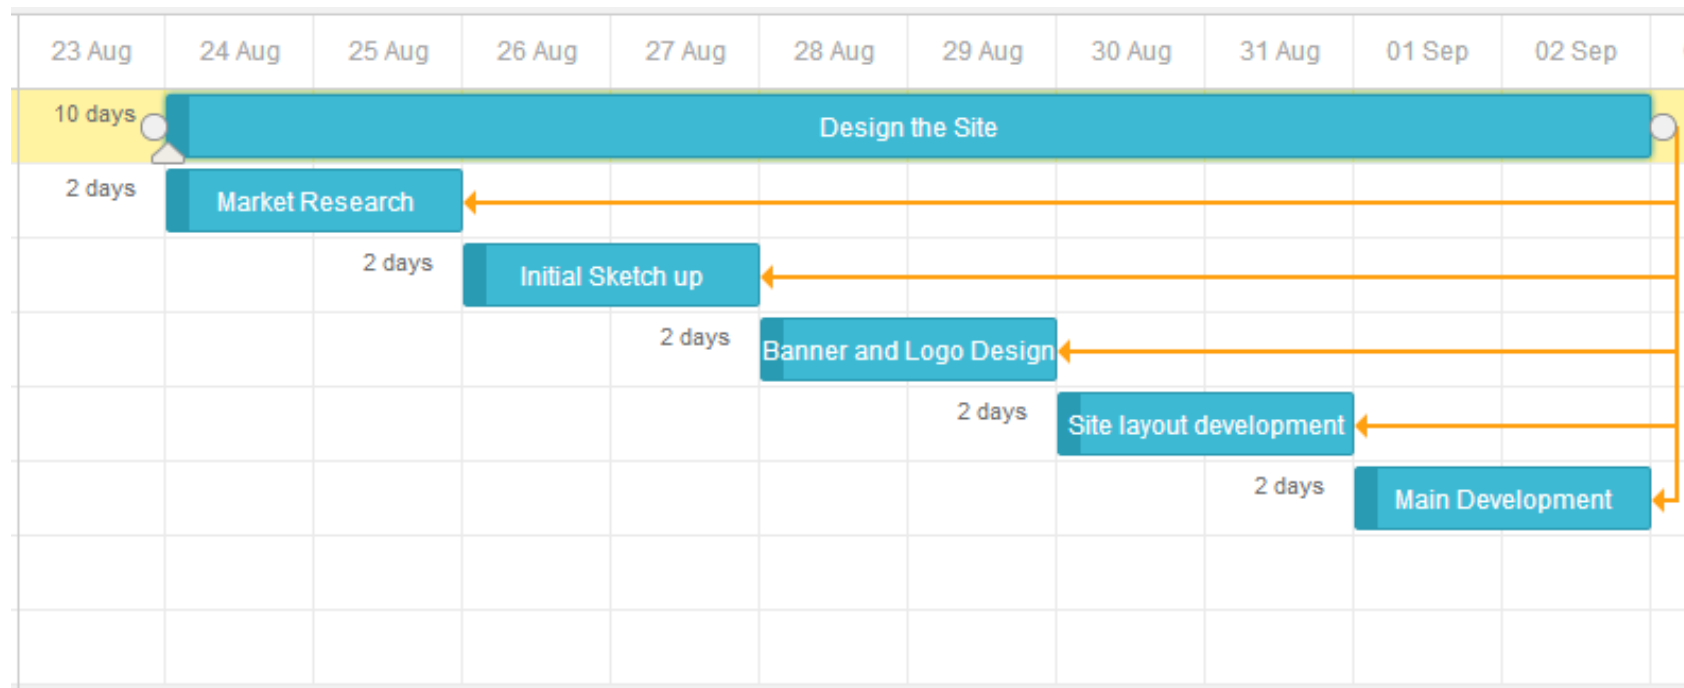 23 Aug 24 Aug 25 Aug 26 Aug 27 Aug 28 Aug 29 Aug 30 Aug 31 Aug 01 Sep 02 Sep
10 days Design the Site
2 days Market Research
2 days Initial Sketch up
2 days Banner and Logo Design
2 days Site layout development
2 days Main Development